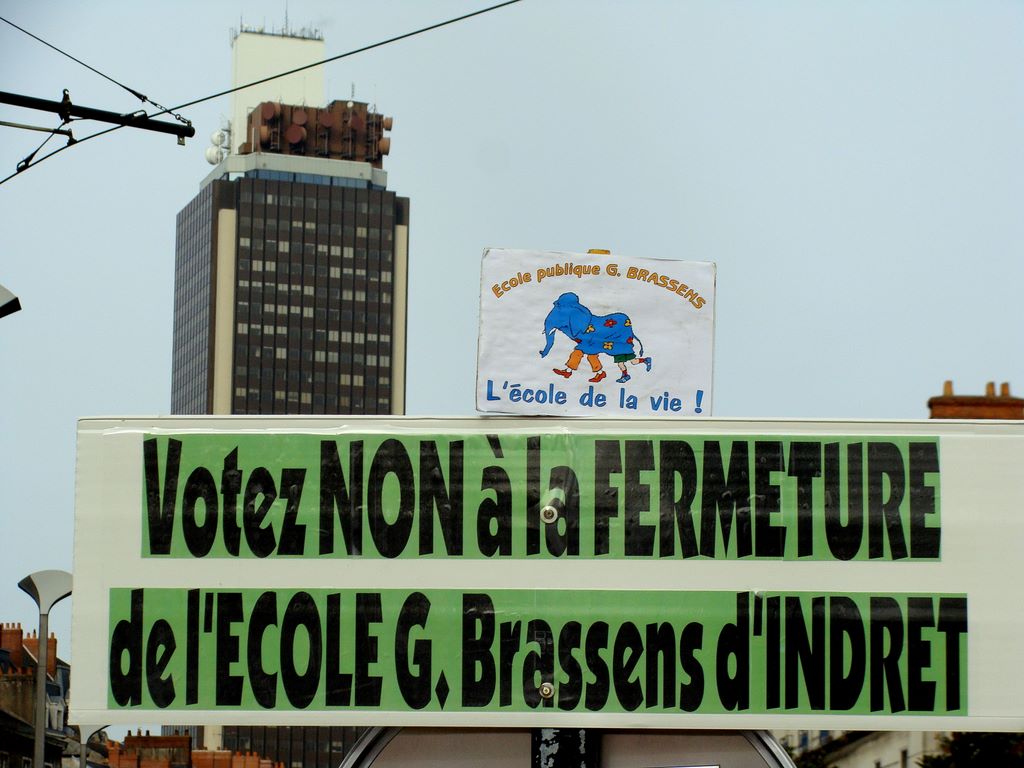 Ecole publique G. BRASSENS
L'école de la vie !
Votez NON à la FERMETURE
de l'ECOLE G. Brassens d'INDRET